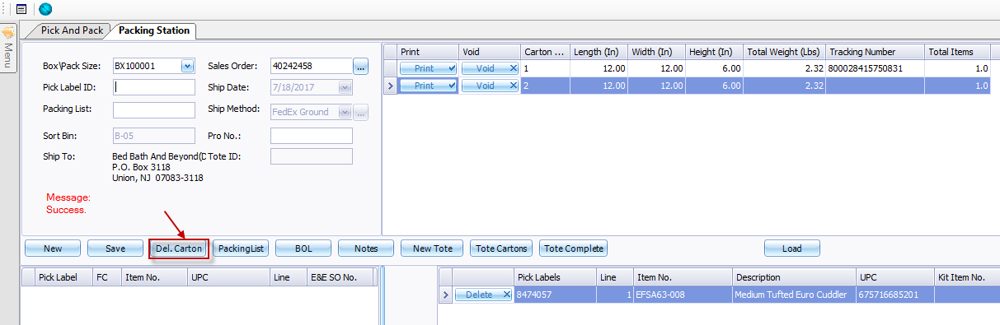 Menu
Pick And Pack Packing Station
Box\Pack Size: BX100001 Sales Order: 40242458 ...
Pick Label ID: Ship Date: 7/18/2017
Packing List: Ship Method: FedEx Ground ...
Sort Bin: B-05 Pro No.:
Ship To: Bed Bath And Beyond(D Tote ID:
P.O. Box 3118
Union, NJ 07083-3118
Message:
Success.
Print Void Carton ... Length (In) Width (In) Height (In) Total Weight (Lbs) Tracking Number Total Items
Print Void 1 12.00 12.00 6.00 2.32 800028415750831 1.0
Print Void 2 12.00 12.00 6.00 2.32 1.0
New Save Del. Carton PackingList BOL Notes New Tote Tote Cartons Tote Complete Load
Pick Label FC Item No. UPC Line E&E SO No.
Pick Labels Line Item No. Description UPC Kit Item No.
Delete 8474057 1 EFSA63-008 Medium Tufted Euro Cuddler 675716685201